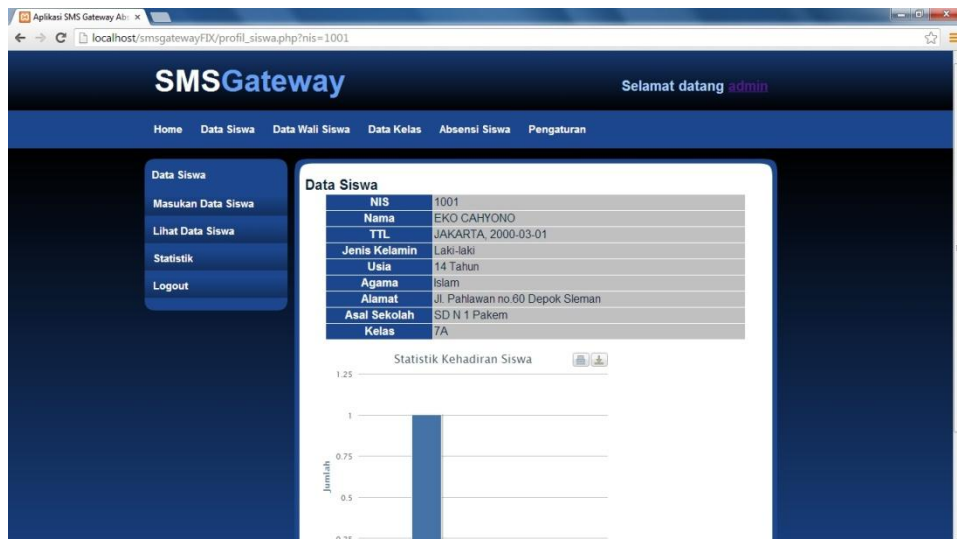 Aplikasi SMS Gateway Ab
localhost/smsgatewayFIX/profil_siswa.php?nis=1001
SMSGateway
Selamat datang admin
Home Data Siswa Data Wali Siswa Data Kelas Absensi Siswa Pengaturan
Data Siswa
Masukan Data Siswa
Lihat Data Siswa
Statistik
Logout
Data Siswa
NIS 1001
Nama EKO CAHYONO
TTL JAKARTA, 2000-03-01
Jenis Kelamin Laki-laki
Usia 14 Tahun
Agama Islam
Alamat Jl. Pahlawan no.60 Depok Sleman
Asal Sekolah SD N 1 Pakem
Kelas 7A
Statistik Kehadiran Siswa
1.25
1
0.75
Jumlah
0.5